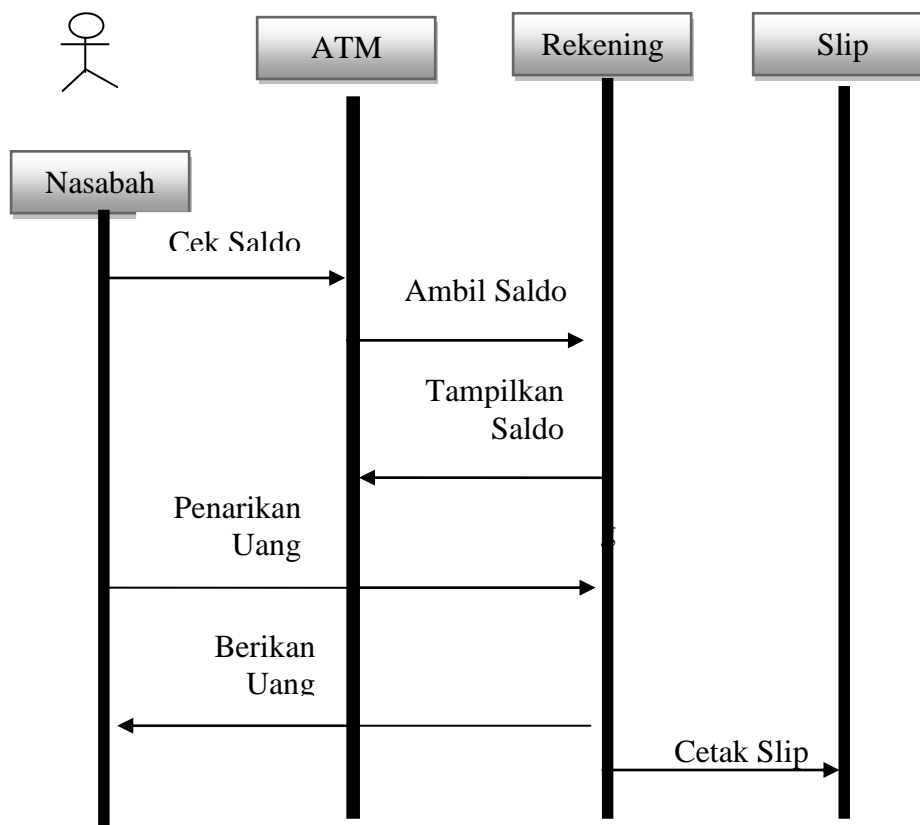 ATM
Rekening
Slip
Nasabah
Cek Saldo
Ambil Saldo
Tampilkan
Saldo
Penarikan
Uang
Berikan
Uang
Cetak Slip